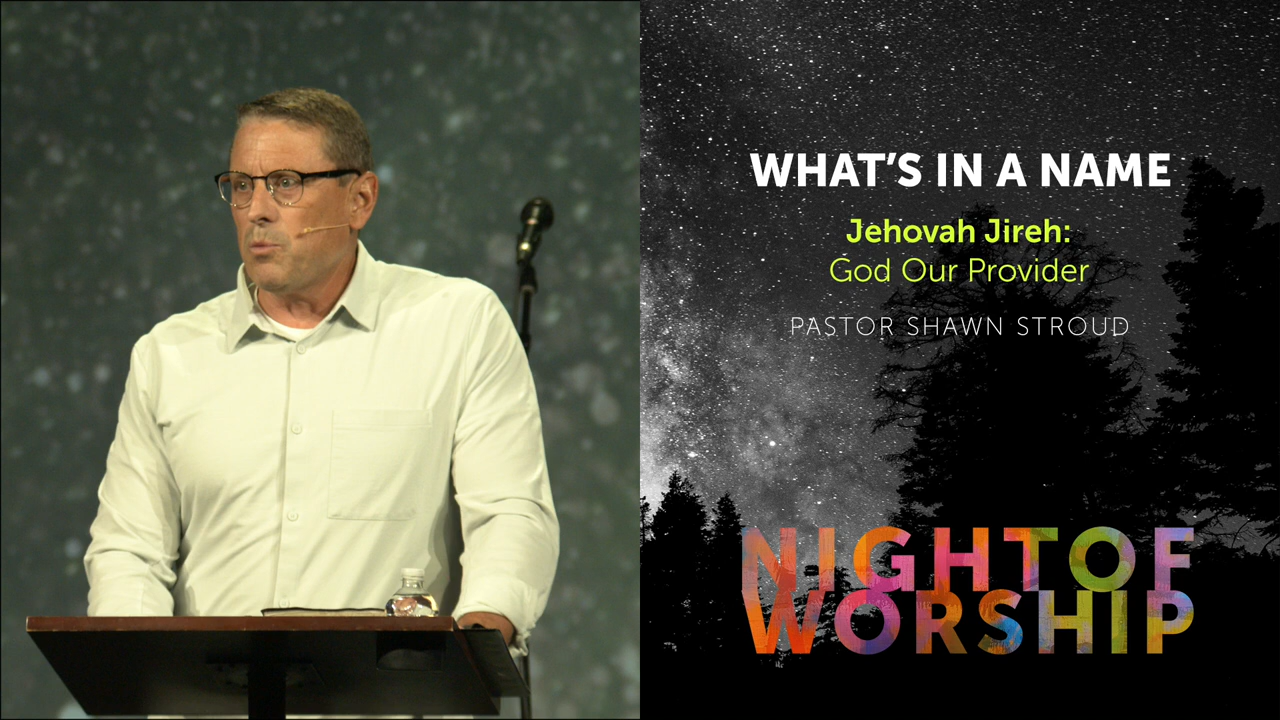 WHAT'S IN A NAME
Jehovah Jireh:
God Our Provider
PASTOR SHAWN STROUD
NIGHT OF
WORSHIP